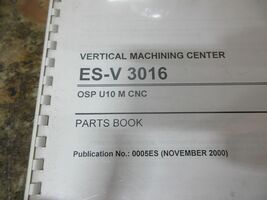 VERTICAL MACHINING CENTER
ES-V 3016
OSP U10 M CNC
PARTS BOOK
Publication No.: 0005ES (NOVEMBER 2000)